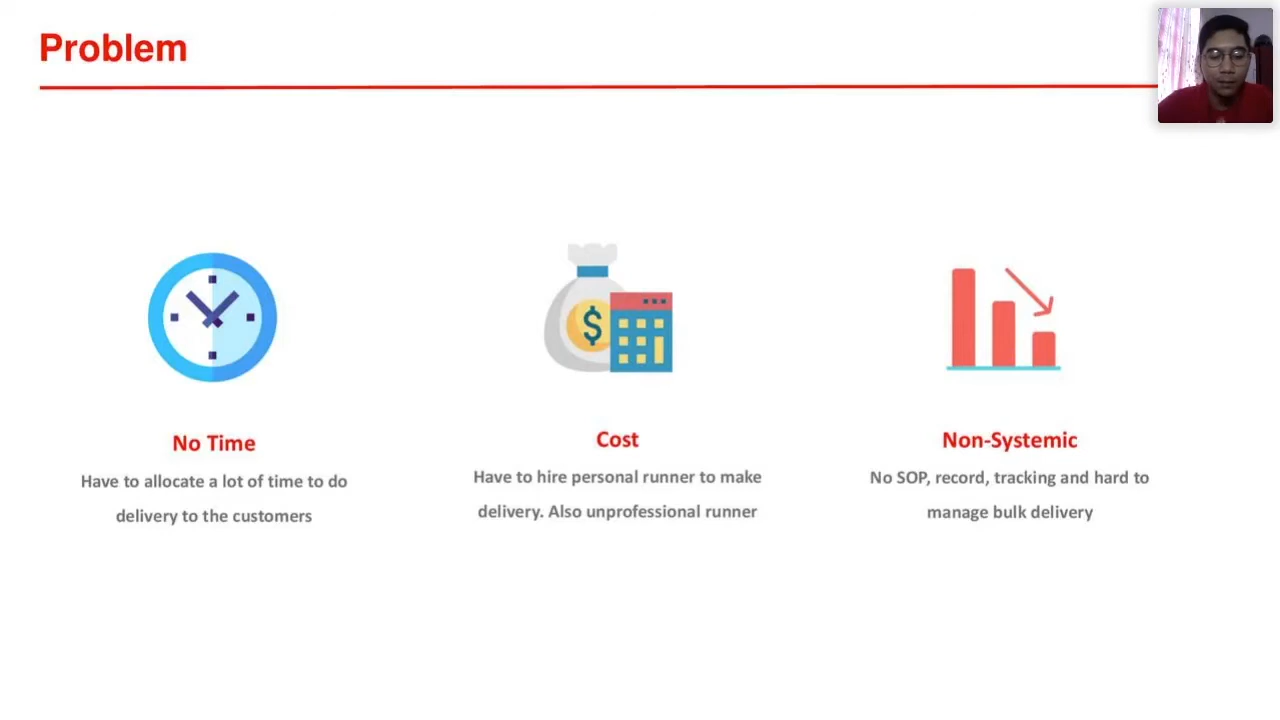 Problem
No Time
Have to allocate a lot of time to do
delivery to the customers
$
Cost
Have to hire personal runner to make
delivery. Also unprofessional runner
Non-Systemic
No SOP, record, tracking and hard to
manage bulk delivery